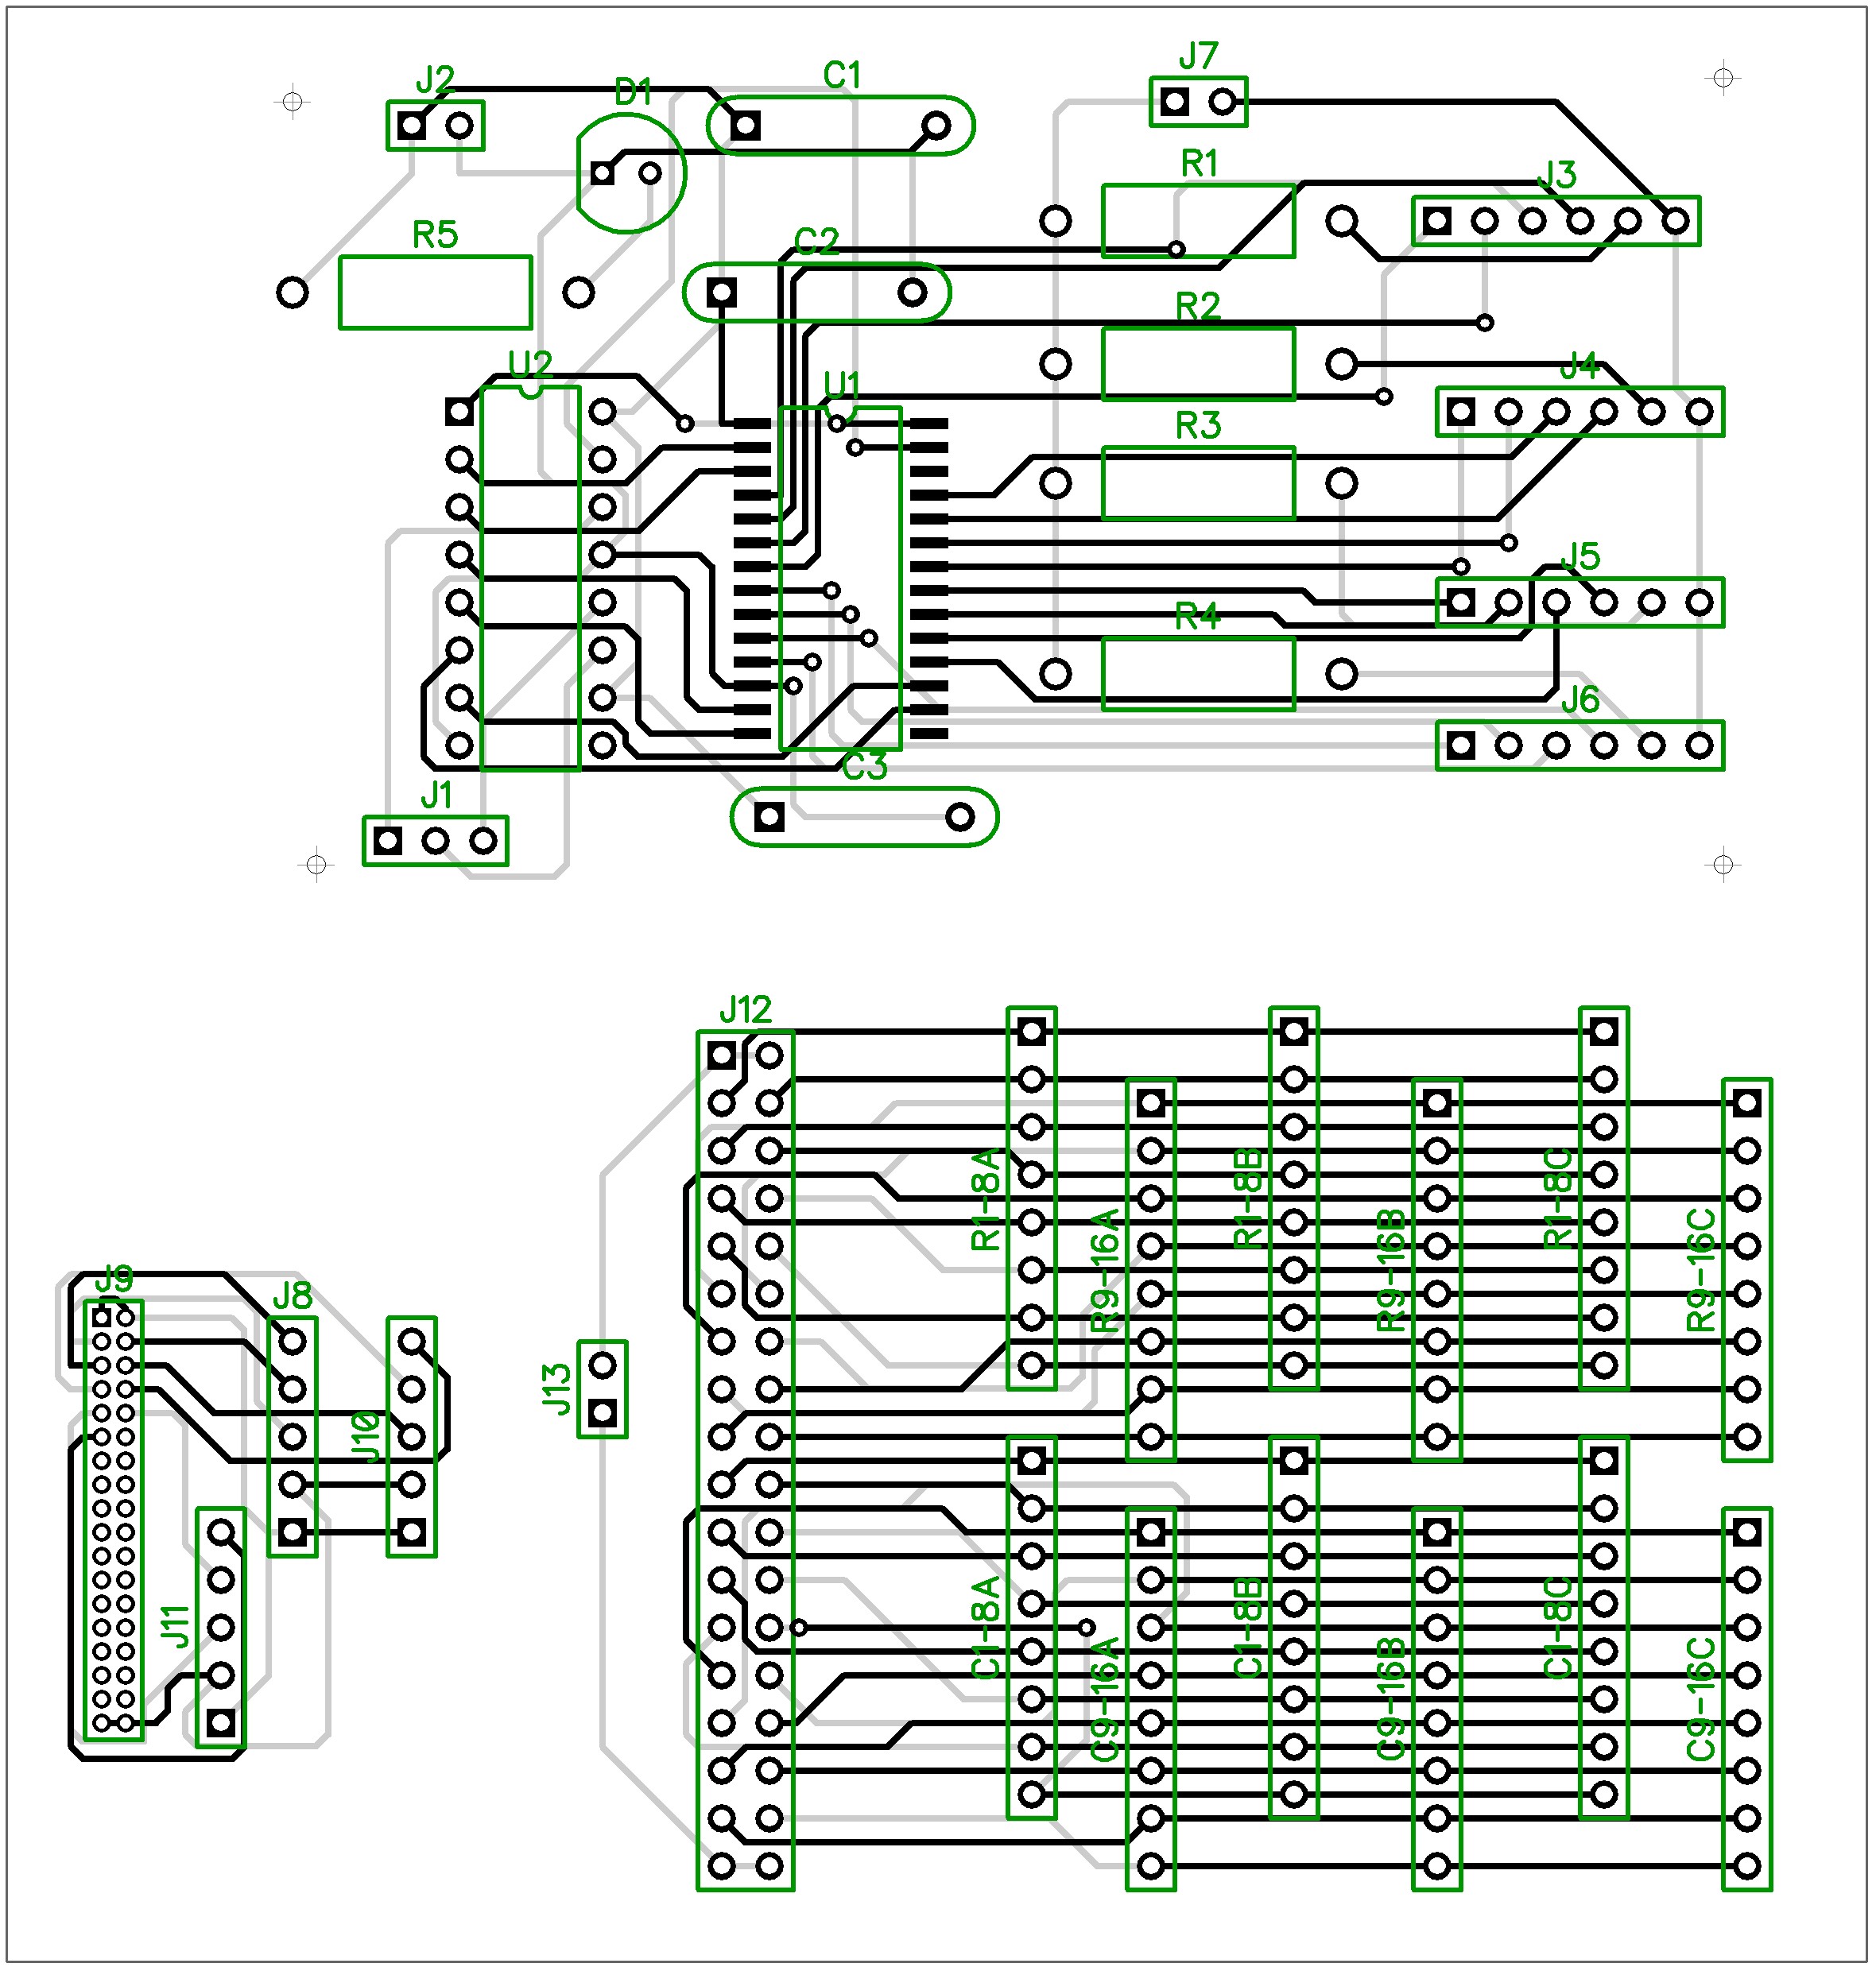 J7
C1
J2
D1
R1
J3
R5
C2
R2
U2
J4
U1
R3
J5
R4
J6
C3
J1
J12
R1-8A
R1-8B
R1-8C
R9-16A
R9-16B
R9-16C
J9
J8
J13
J10
J11
C1-8A
C1-8B
C1-8C
C9-16A
C9-16B
C9-16C